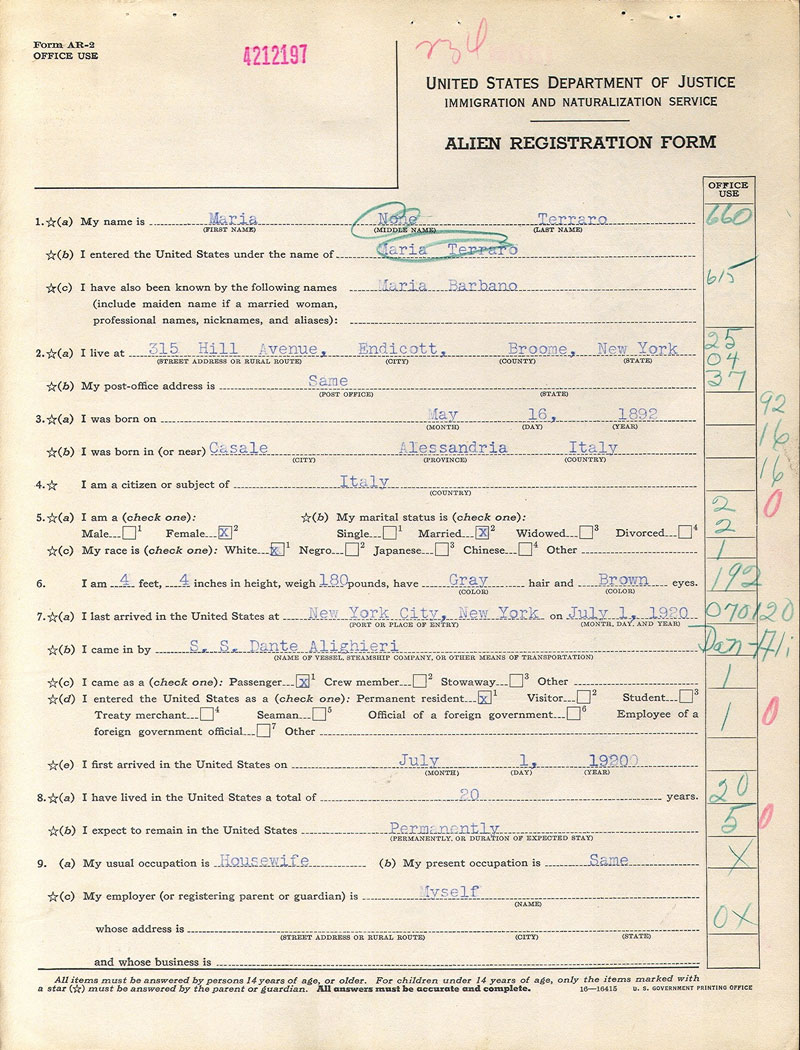 Form AR-2
OFFICE USE
4212197
234
UNITED STATES DEPARTMENT OF JUSTICE
IMMIGRATION AND NATURALIZATION SERVICE
ALIEN REGISTRATION FORM
OFFICE USE
1.☆(a) My name is Maria None Terraro 660
(FIRST NAME) (MIDDLE NAME) (LAST NAME)
☆(b) I entered the United States under the name of Maria Terraro
☆(c) I have also been known by the following names Maria Barbano 615
(include maiden name if a married woman,
professional names, nicknames, and aliases):
2.☆(a) I live at 315 Hill Avenue, Endicott, Broome, New York 25
(STREET ADDRESS OR RURAL ROUTE) (CITY) (COUNTY) (STATE) 04
☆(b) My post-office address is Same 37
(POST OFFICE) (STATE)
3.☆(a) I was born on May 16, 1892 92
(MONTH) (DAY) (YEAR) 16
☆(b) I was born in (or near) Casale Alessandria Italy
(CITY) (PROVINCE) (COUNTRY) 16
4.☆ I am a citizen or subject of Italy
(COUNTRY) 2 0
5.☆(a) I am a (check one): ☆(b) My marital status is (check one):
Male 1 Female X 2 Single 1 Married X 2 Widowed 3 Divorced 4 2
☆(c) My race is (check one): White X 1 Negro 2 Japanese 3 Chinese 4 Other 1
6. I am 4 feet, 4 inches in height, weigh 180 pounds, have Gray hair and Brown eyes. 192
(COLOR) (COLOR)
7.☆(a) I last arrived in the United States at New York City, New York on July 1, 1920 070120
(PORT OR PLACE OF ENTRY) (MONTH, DAY, AND YEAR)
☆(b) I came in by S. S. Dante Alighieri Dan-Ali
(NAME OF VESSEL, STEAMSHIP COMPANY, OR OTHER MEANS OF TRANSPORTATION)
☆(c) I came as a (check one): Passenger X 1 Crew member 2 Stowaway 3 Other 1
☆(d) I entered the United States as a (check one): Permanent resident X 1 Visitor 2 Student 3
Treaty merchant 4 Seaman 5 Official of a foreign government 6 Employee of a 1 0
foreign government official 7 Other
☆(e) I first arrived in the United States on July 1, 1920
(MONTH) (DAY) (YEAR)
8.☆(a) I have lived in the United States a total of 20 years. 20
☆(b) I expect to remain in the United States Permanently 5 0
(PERMANENTLY, OR DURATION OF EXPECTED STAY)
9. (a) My usual occupation is Housewife (b) My present occupation is Same X
☆(c) My employer (or registering parent or guardian) is Myself
(NAME)
whose address is 0X
(STREET ADDRESS OR RURAL ROUTE) (CITY) (STATE)
and whose business is
All items must be answered by persons 14 years of age, or older. For children under 14 years of age, only the items marked with
a star (☆) must be answered by the parent or guardian. All answers must be accurate and complete. 16—16415 U. S. GOVERNMENT PRINTING OFFICE